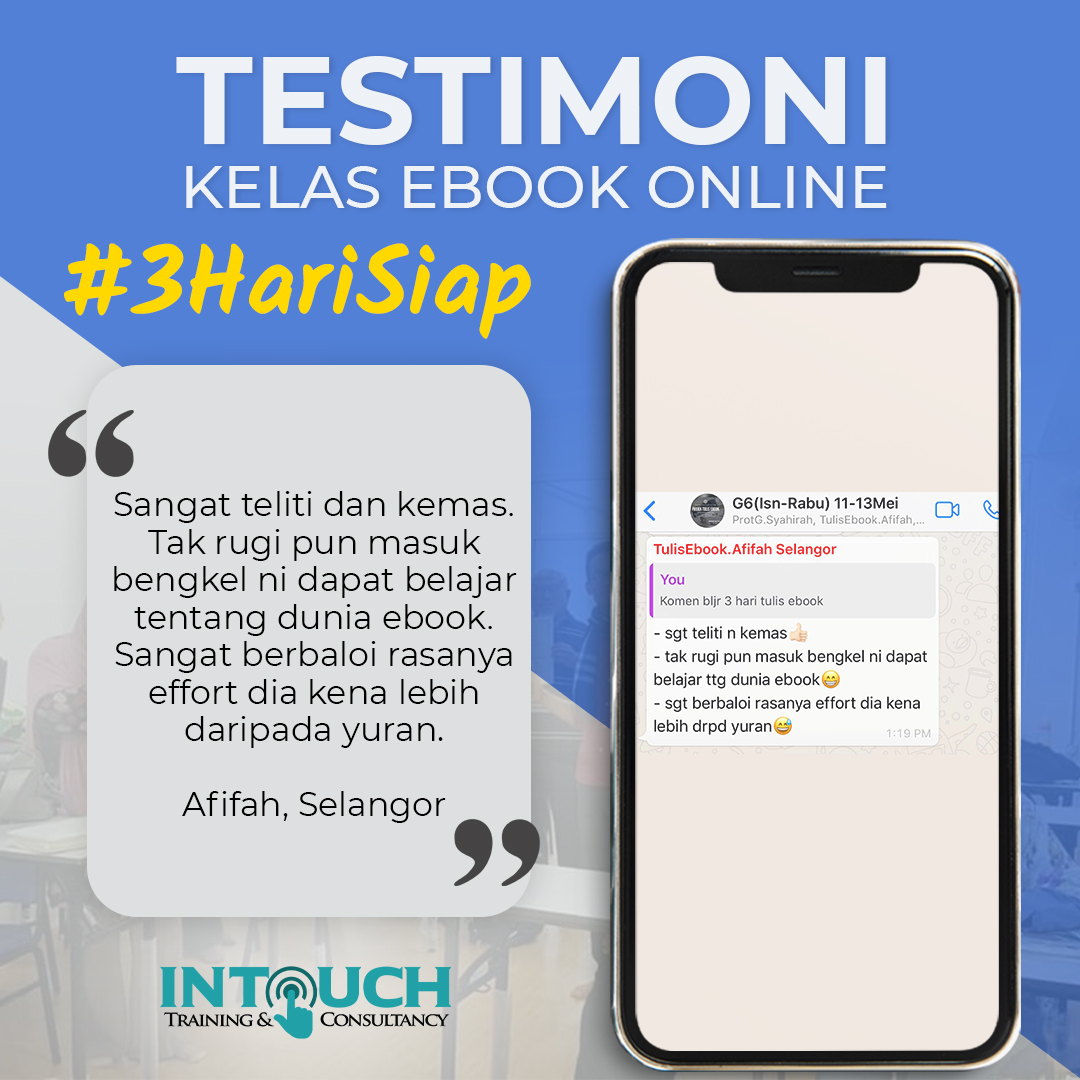 TESTIMONI
KELAS EBOOK ONLINE
#3HariSiap
“
Sangat teliti dan kemas.
Tak rugi pun masuk
bengkel ni dapat belajar
tentang dunia ebook.
Sangat berbaloi rasanya
effort dia kena lebih
daripada yuran.
Afifah, Selangor
”
INTOUCH
TRAINING & CONSULTANCY
G6(Isn-Rabu) 11-13Mei
ProtG.Syahirah, TulisEbook.Afifah,...
TulisEbook.Afifah Selangor
You
Komen bljr 3 hari tulis ebook
- sgt teliti n kemas👍🏻
- tak rugi pun masuk bengkel ni dapat
belajar ttg dunia ebook😁
- sgt berbaloi rasanya effort dia kena
lebih drpd yuran😅
1:19 PM